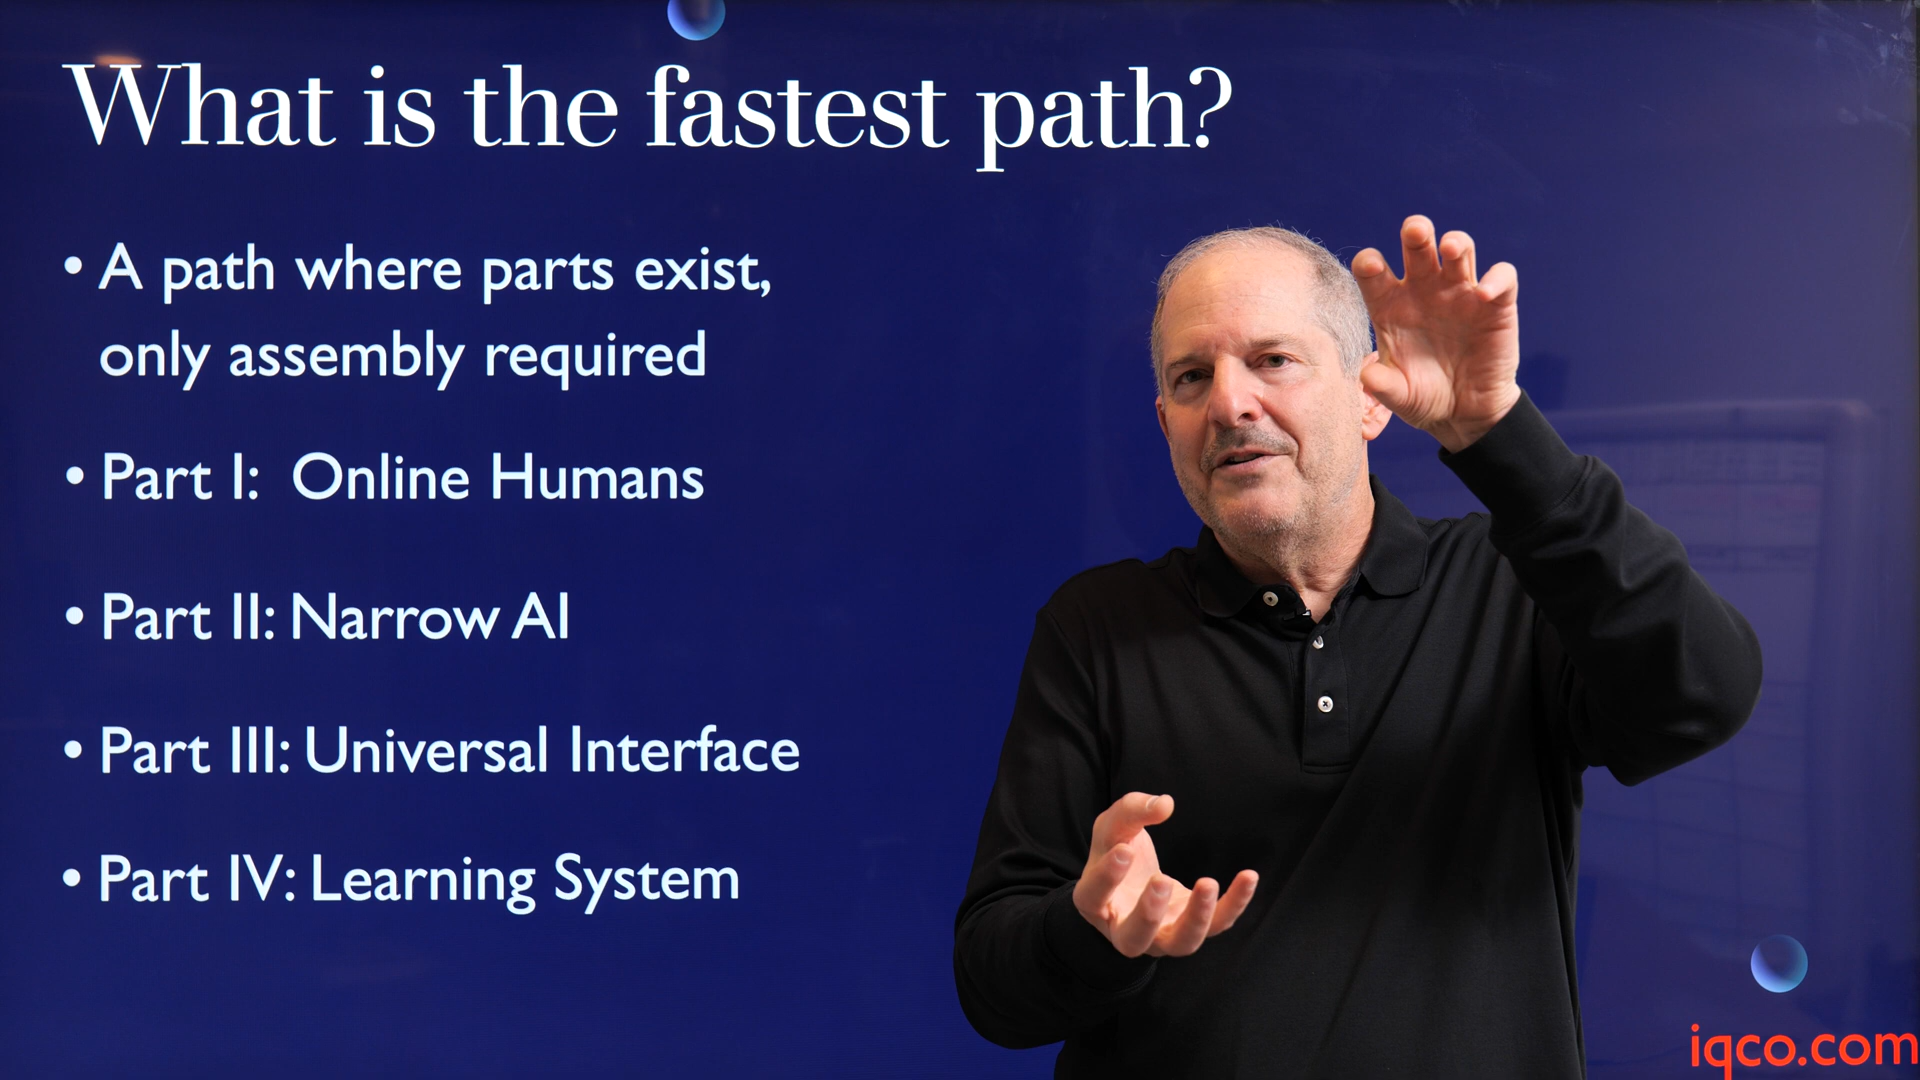 What is the fastest path?
• A path where parts exist,
only assembly required
• Part I: Online Humans
• Part II: Narrow AI
• Part III: Universal Interface
• Part IV: Learning System
iqco.com